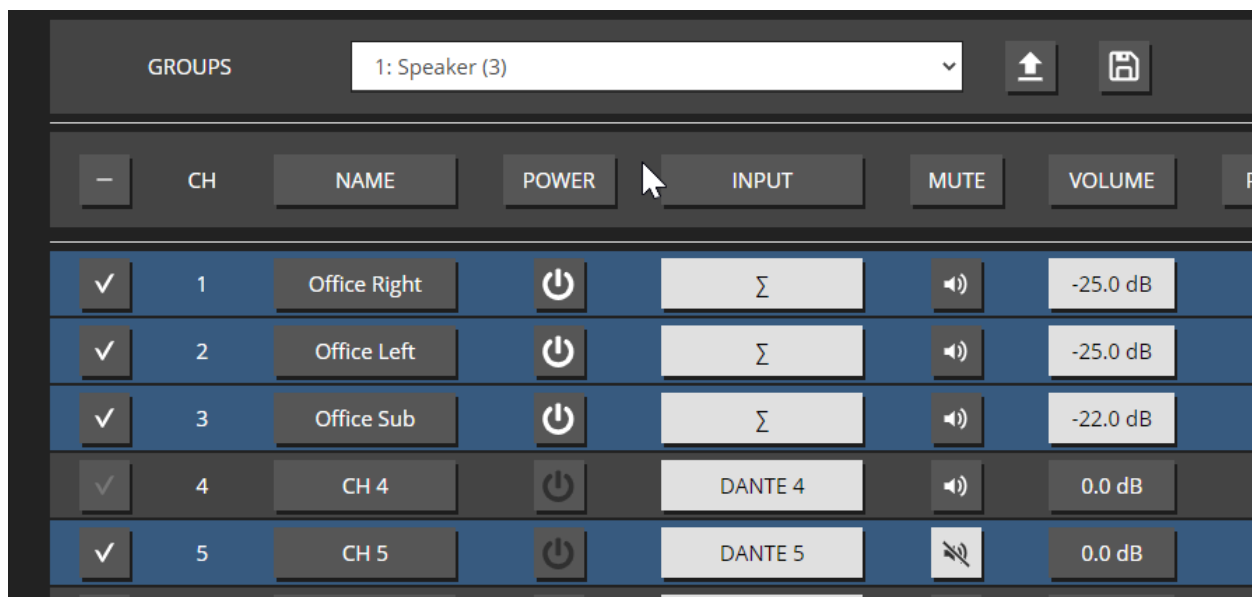 GROUPS 1: Speaker (3)
CH NAME POWER INPUT MUTE VOLUME
1 Office Right ∑ -25.0 dB
2 Office Left ∑ -25.0 dB
3 Office Sub ∑ -22.0 dB
4 CH 4 DANTE 4 0.0 dB
5 CH 5 DANTE 5 0.0 dB